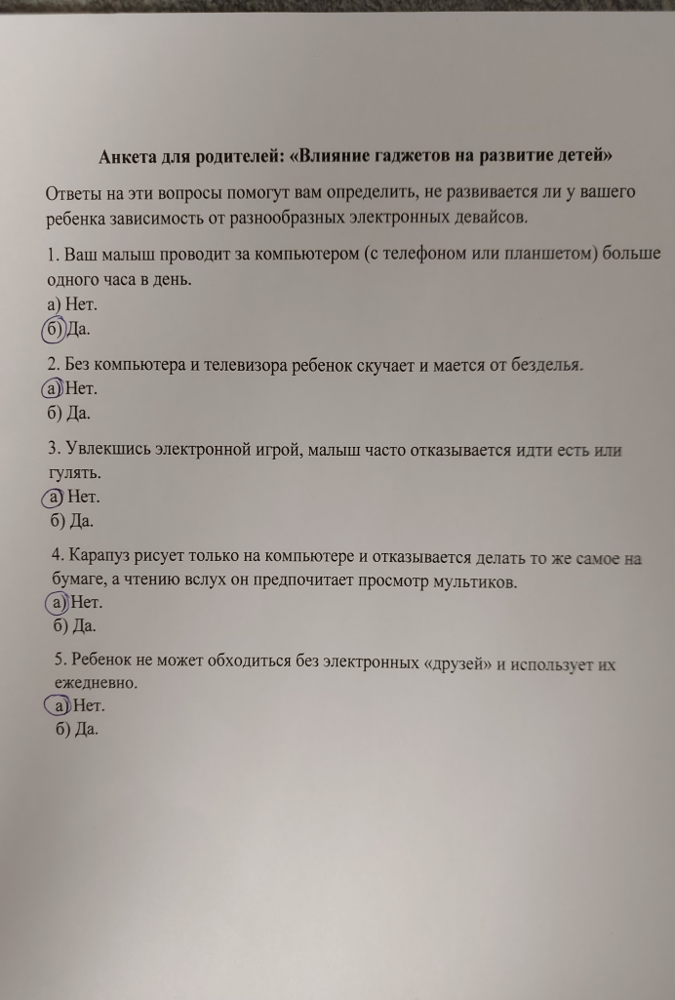 Анкета для родителей: «Влияние гаджетов на развитие детей»
Ответы на эти вопросы помогут вам определить, не развивается ли у вашего
ребенка зависимость от разнообразных электронных девайсов.
1. Ваш малыш проводит за компьютером (с телефоном или планшетом) больше
одного часа в день.
а) Нет.
б) Да.
2. Без компьютера и телевизора ребенок скучает и мается от безделья.
а) Нет.
б) Да.
3. Увлекшись электронной игрой, малыш часто отказывается идти есть или
гулять.
а) Нет.
б) Да.
4. Карапуз рисует только на компьютере и отказывается делать то же самое на
бумаге, а чтению вслух он предпочитает просмотр мультиков.
а) Нет.
б) Да.
5. Ребенок не может обходиться без электронных «друзей» и использует их
ежедневно.
а) Нет.
б) Да.